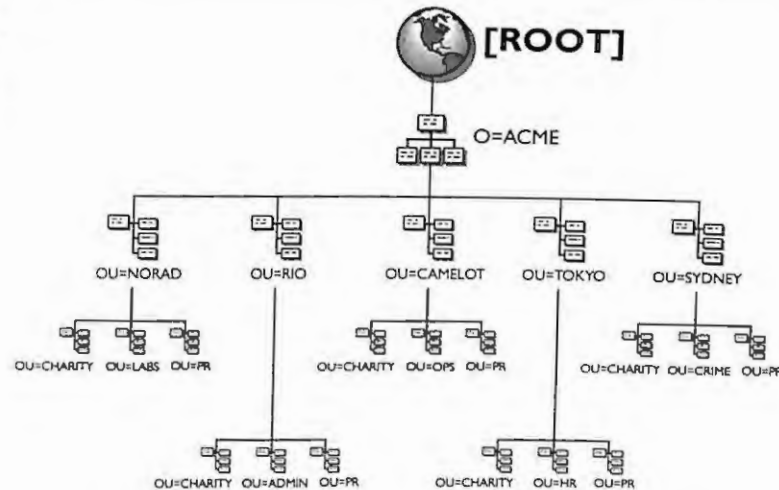 [ROOT]
O=ACME
OU=NORAD OU=RIO OU=CAMELOT OU=TOKYO OU=SYDNEY
OU=CHARITY OU=LABS OU=PR OU=CHARITY OU=OPS OU=PR OU=CHARITY OU=CRIME OU=PR
OU=CHARITY OU=ADMIN OU=PR OU=CHARITY OU=HR OU=PR